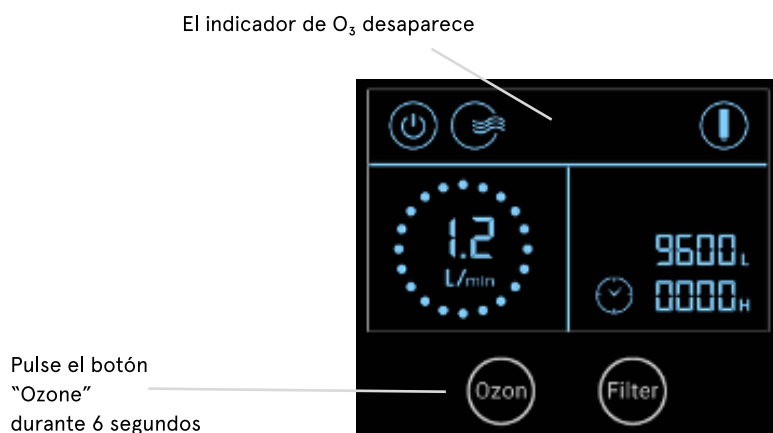 El indicador de O₃ desaparece
1.2
L/min
9600L
0000H
Pulse el botón
“Ozone”
durante 6 segundos
Ozon
Filter